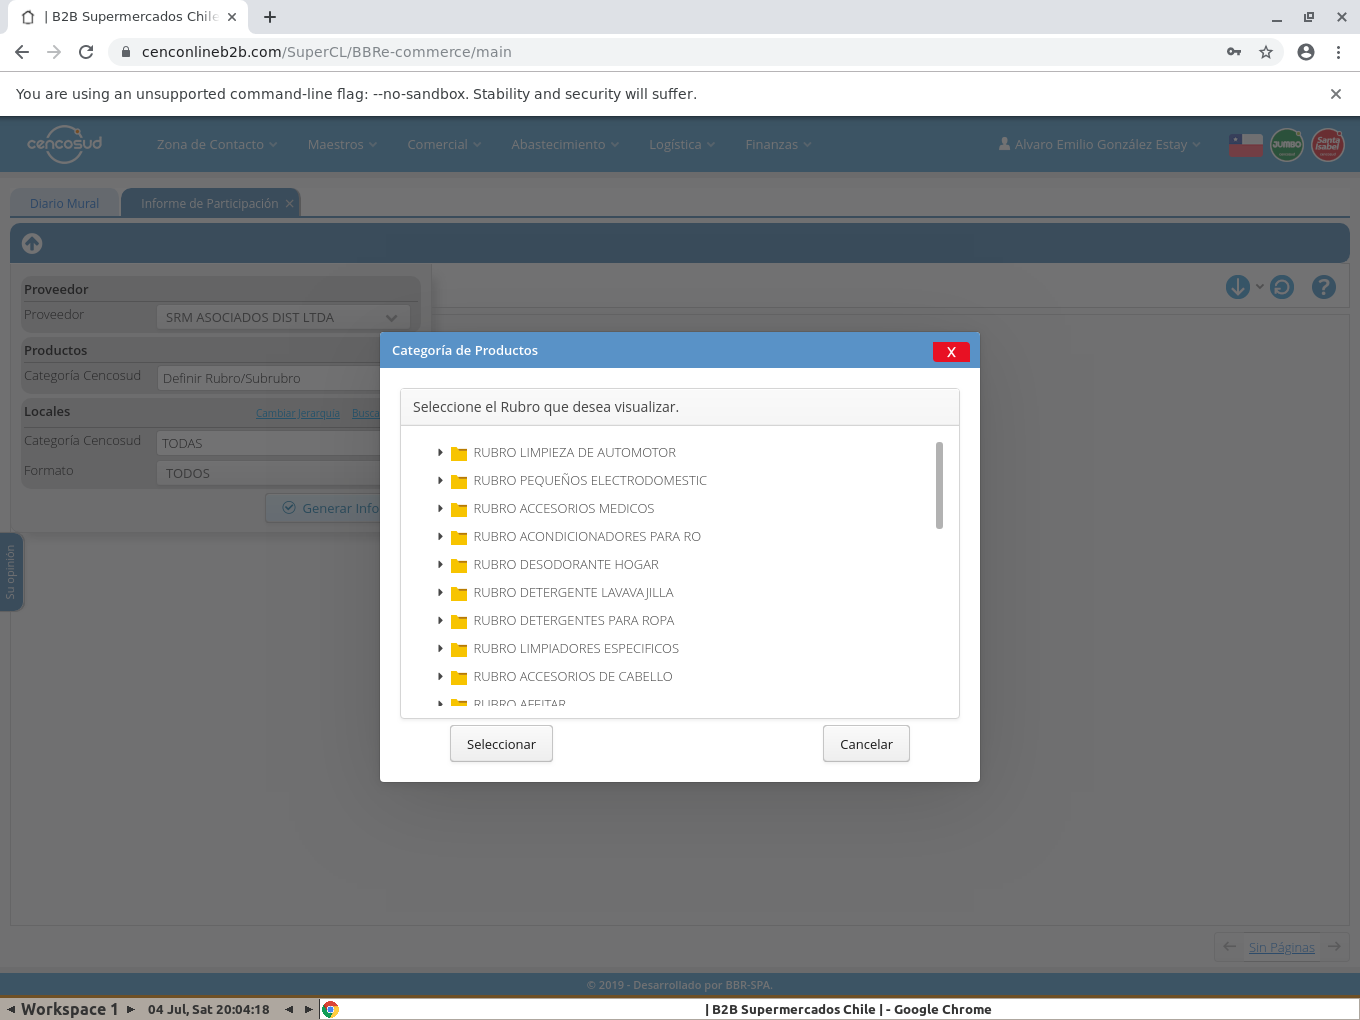 | B2B Supermercados Chile
cenconlineb2b.com/SuperCL/BBRe-commerce/main
You are using an unsupported command-line flag: --no-sandbox. Stability and security will suffer.
cencosud Zona de Contacto Maestros Comercial Abastecimiento Logística Finanzas Alvaro Emilio González Estay JUMBO Santa Isabel
Diario Mural Informe de Participación
Proveedor
Proveedor SRM ASOCIADOS DIST LTDA
Productos
Categoría Cencosud Definir Rubro/Subrubro
Locales Cambiar Jerarquía Busca
Categoría Cencosud TODAS
Formato TODOS
Generar Info
Su opinión
Categoría de Productos X
Seleccione el Rubro que desea visualizar.
RUBRO LIMPIEZA DE AUTOMOTOR
RUBRO PEQUEÑOS ELECTRODOMESTIC
RUBRO ACCESORIOS MEDICOS
RUBRO ACONDICIONADORES PARA RO
RUBRO DESODORANTE HOGAR
RUBRO DETERGENTE LAVAVAJILLA
RUBRO DETERGENTES PARA ROPA
RUBRO LIMPIADORES ESPECIFICOS
RUBRO ACCESORIOS DE CABELLO
RUBRO AFEITAR
Seleccionar Cancelar
Sin Páginas
© 2019 - Desarrollado por BBR-SPA.
Workspace 1 04 Jul, Sat 20:04:18 | B2B Supermercados Chile | - Google Chrome